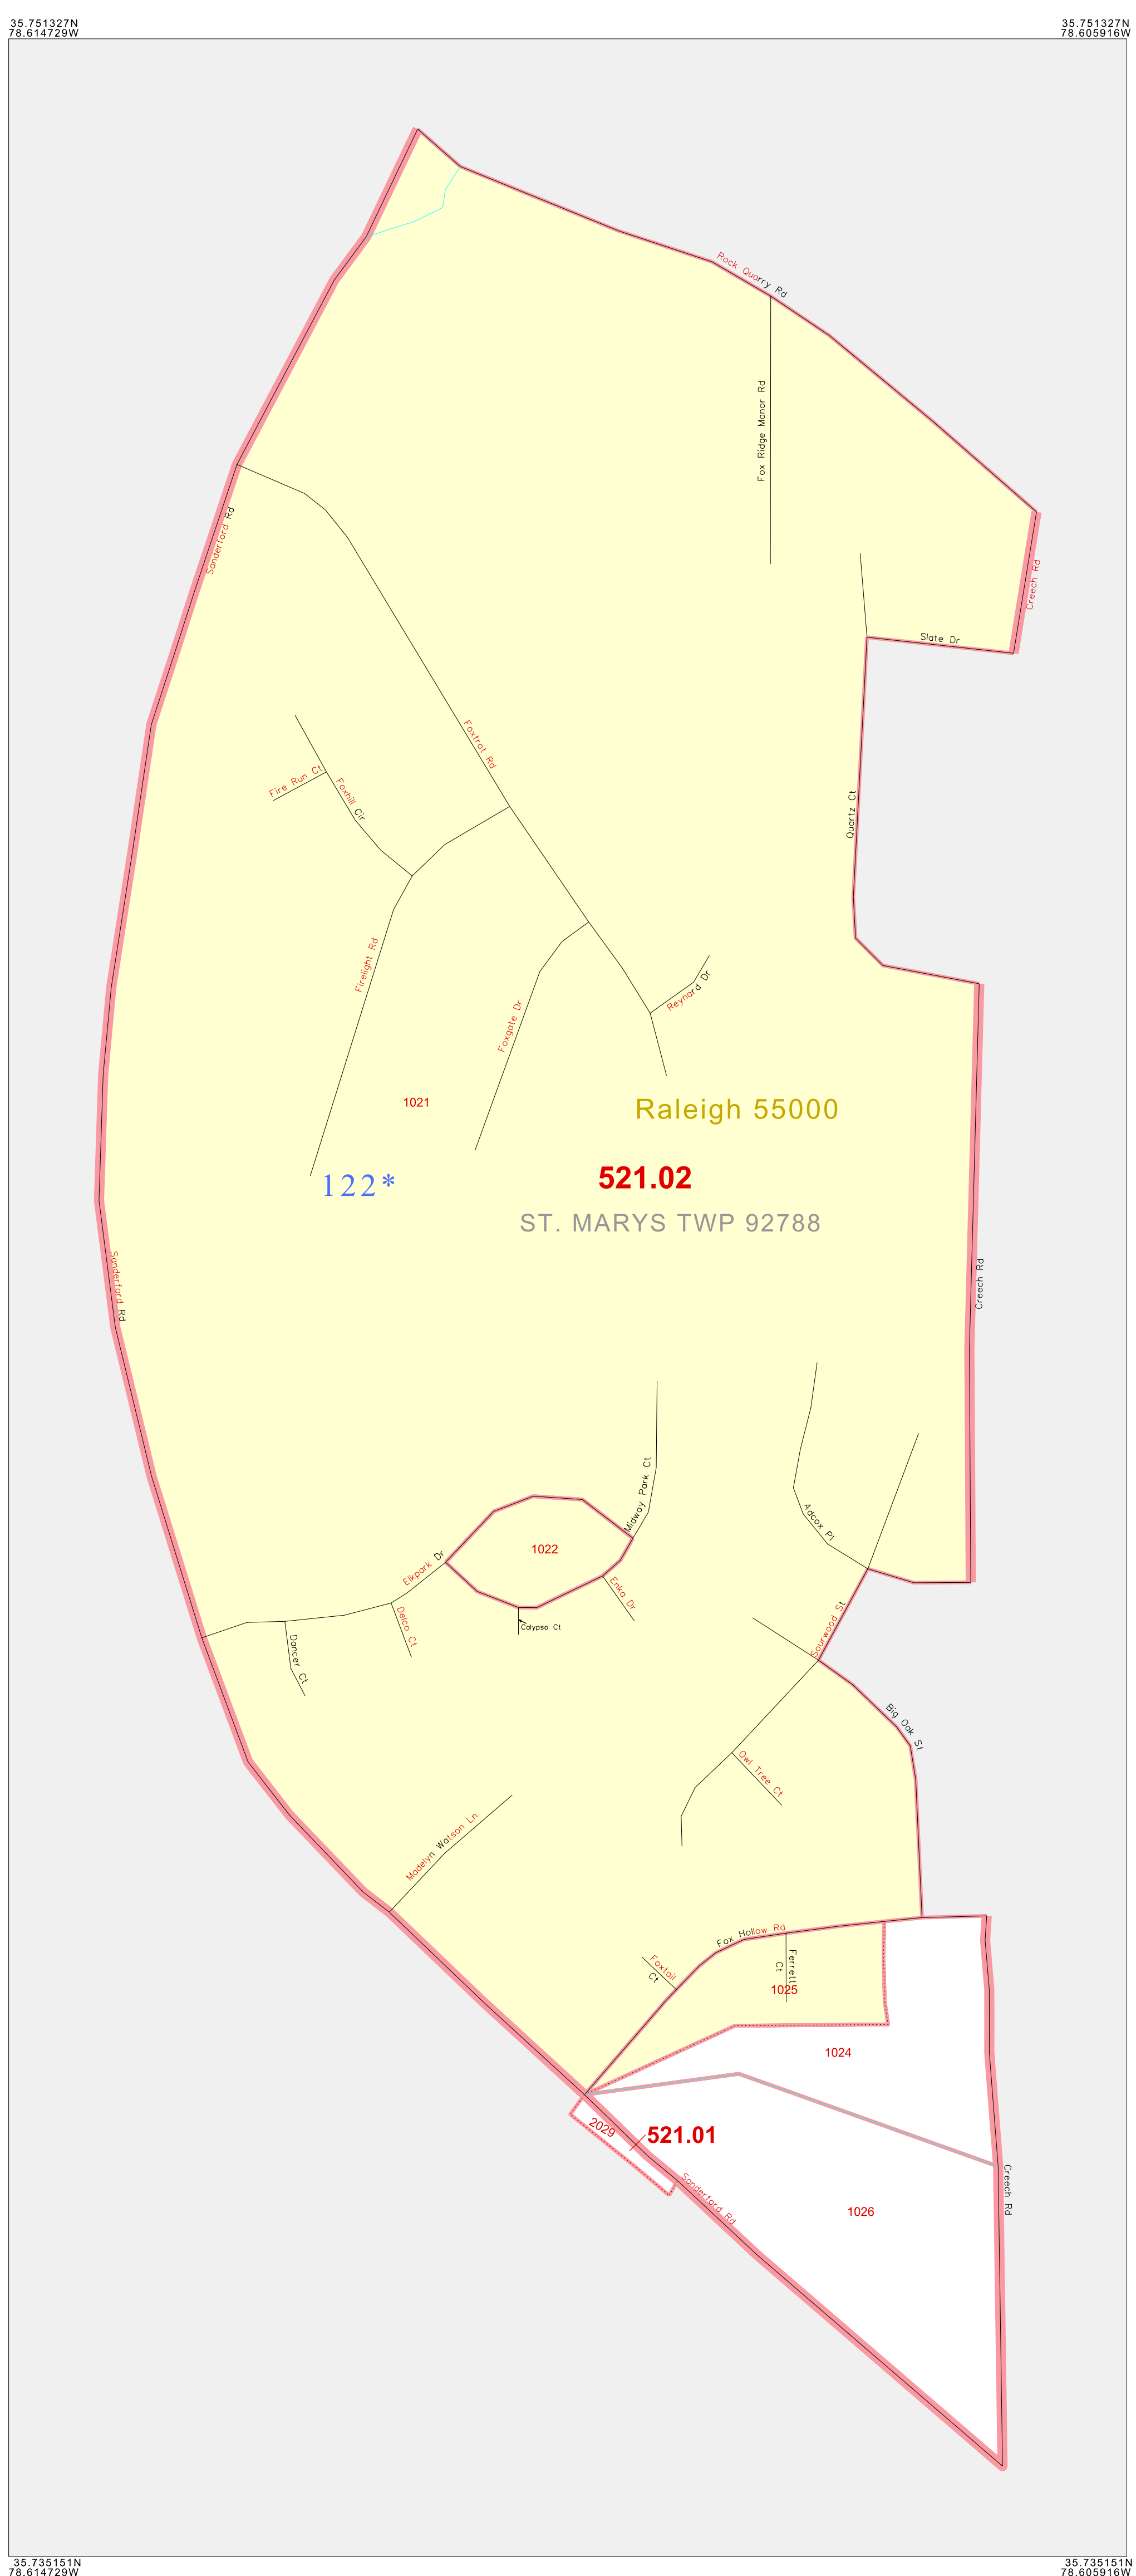 35.751327N
78.614729W
35.751327N
78.605916W
Rock Quarry Rd
Fox Ridge Manor Rd
Sanderford Rd
Creech Rd
Slate Dr
Foxtrot Rd
Fire Run Ct
Foxhill Cir
Quartz Ct
Firelight Rd
Reynard Dr
Foxgate Dr
1021
Raleigh 55000
521.02
122*
ST. MARYS TWP 92788
Sanderford Rd
Creech Rd
Midway Park Ct
Adcox Pl
1022
Elkpark Dr
Enka Dr
Delco Ct
Calypso Ct
Dancer Ct
Sourwood St
Big Oak St
Owl Tree Ct
Madelyn Watson Ln
Fox Hollow Rd
Foxtail
Ct
Ferrett
Ct
1025
1024
2029
521.01
Sanderford Rd
Creech Rd
1026
35.735151N
78.614729W
35.735151N
78.605916W